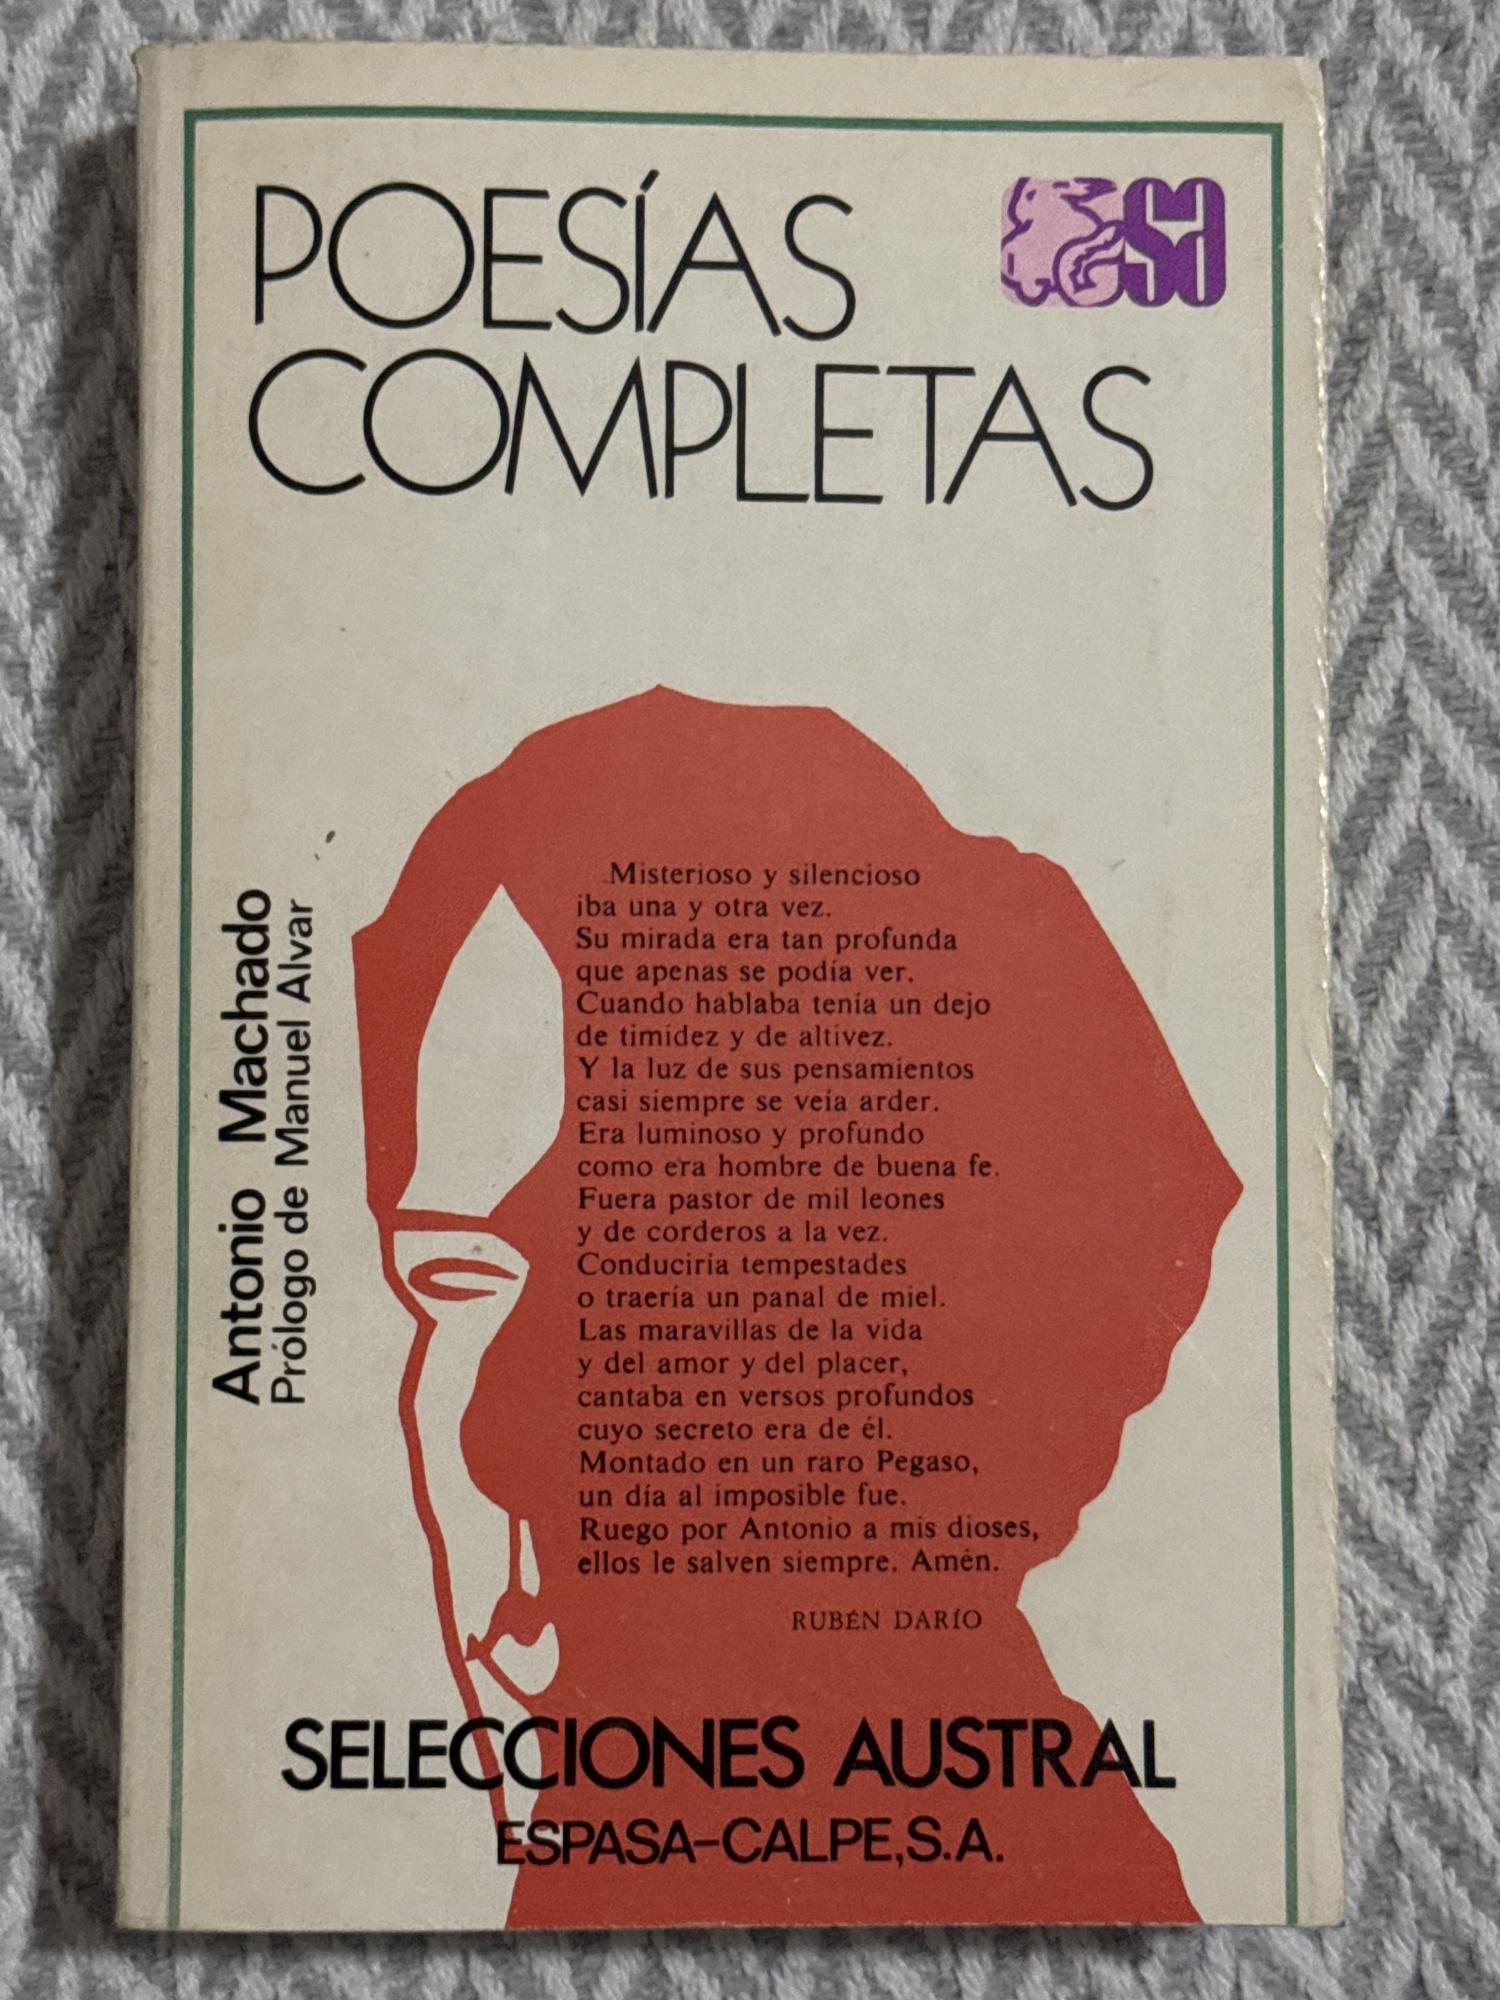 POESÍAS
COMPLETAS
SA
Antonio Machado
Prólogo de Manuel Alvar
Misterioso y silencioso
iba una y otra vez.
Su mirada era tan profunda
que apenas se podía ver.
Cuando hablaba tenía un dejo
de timidez y de altivez.
Y la luz de sus pensamientos
casi siempre se veía arder.
Era luminoso y profundo
como era hombre de buena fe.
Fuera pastor de mil leones
y de corderos a la vez.
Conduciría tempestades
o traería un panal de miel.
Las maravillas de la vida
y del amor y del placer,
cantaba en versos profundos
cuyo secreto era de él.
Montado en un raro Pegaso,
un día al imposible fue.
Ruego por Antonio a mis dioses,
ellos le salven siempre. Amén.
RUBÉN DARÍO
SELECCIONES AUSTRAL
ESPASA-CALPE, S.A.